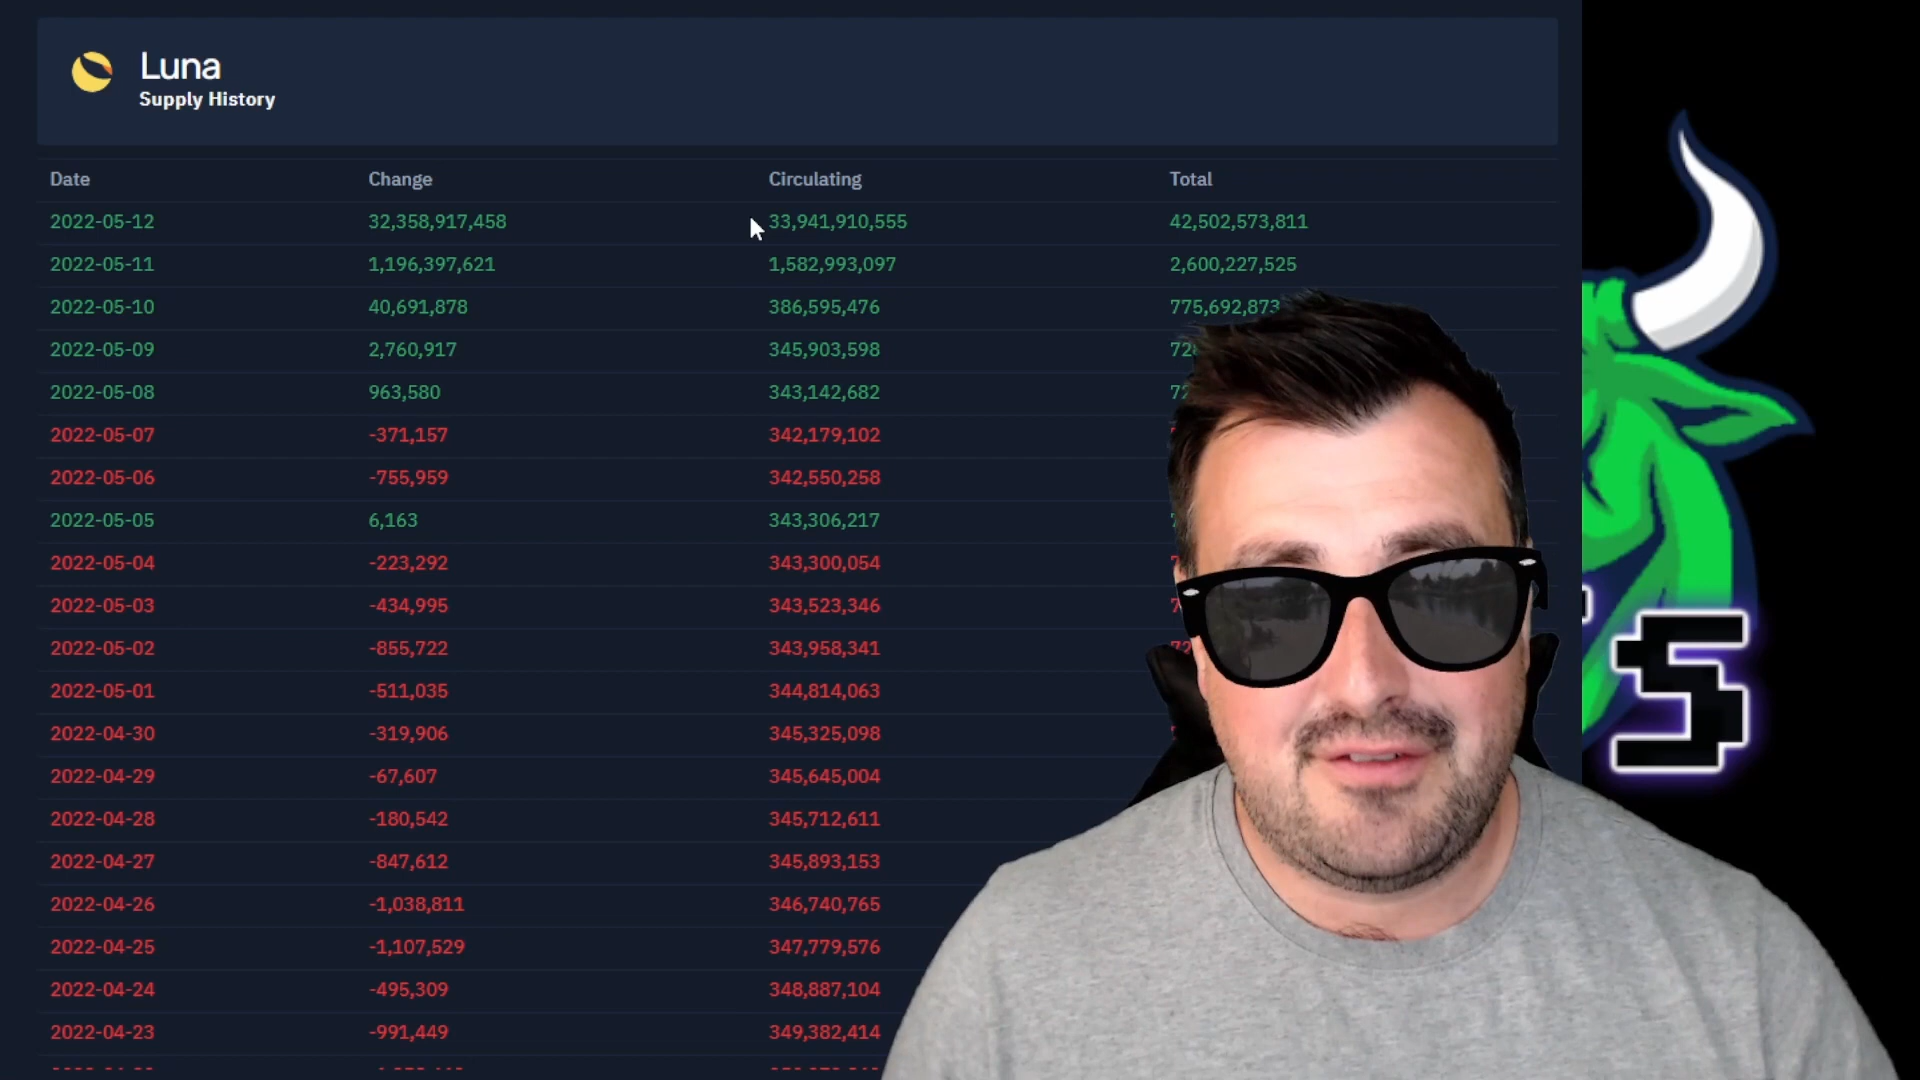 Luna
Supply History
Date Change Circulating Total
2022-05-12 32,358,917,458 33,941,910,555 42,502,573,811
2022-05-11 1,196,397,621 1,582,993,097 2,600,227,525
2022-05-10 40,691,878 386,595,476 775,692,873
2022-05-09 2,760,917 345,903,598
2022-05-08 963,580 343,142,682
2022-05-07 -371,157 342,179,102
2022-05-06 -755,959 342,550,258
2022-05-05 6,163 343,306,217
2022-05-04 -223,292 343,300,054
2022-05-03 -434,995 343,523,346
2022-05-02 -855,722 343,958,341
2022-05-01 -511,035 344,814,063
2022-04-30 -319,906 345,325,098
2022-04-29 -67,607 345,645,004
2022-04-28 -180,542 345,712,611
2022-04-27 -847,612 345,893,153
2022-04-26 -1,038,811 346,740,765
2022-04-25 -1,107,529 347,779,576
2022-04-24 -495,309 348,887,104
2022-04-23 -991,449 349,382,414
S